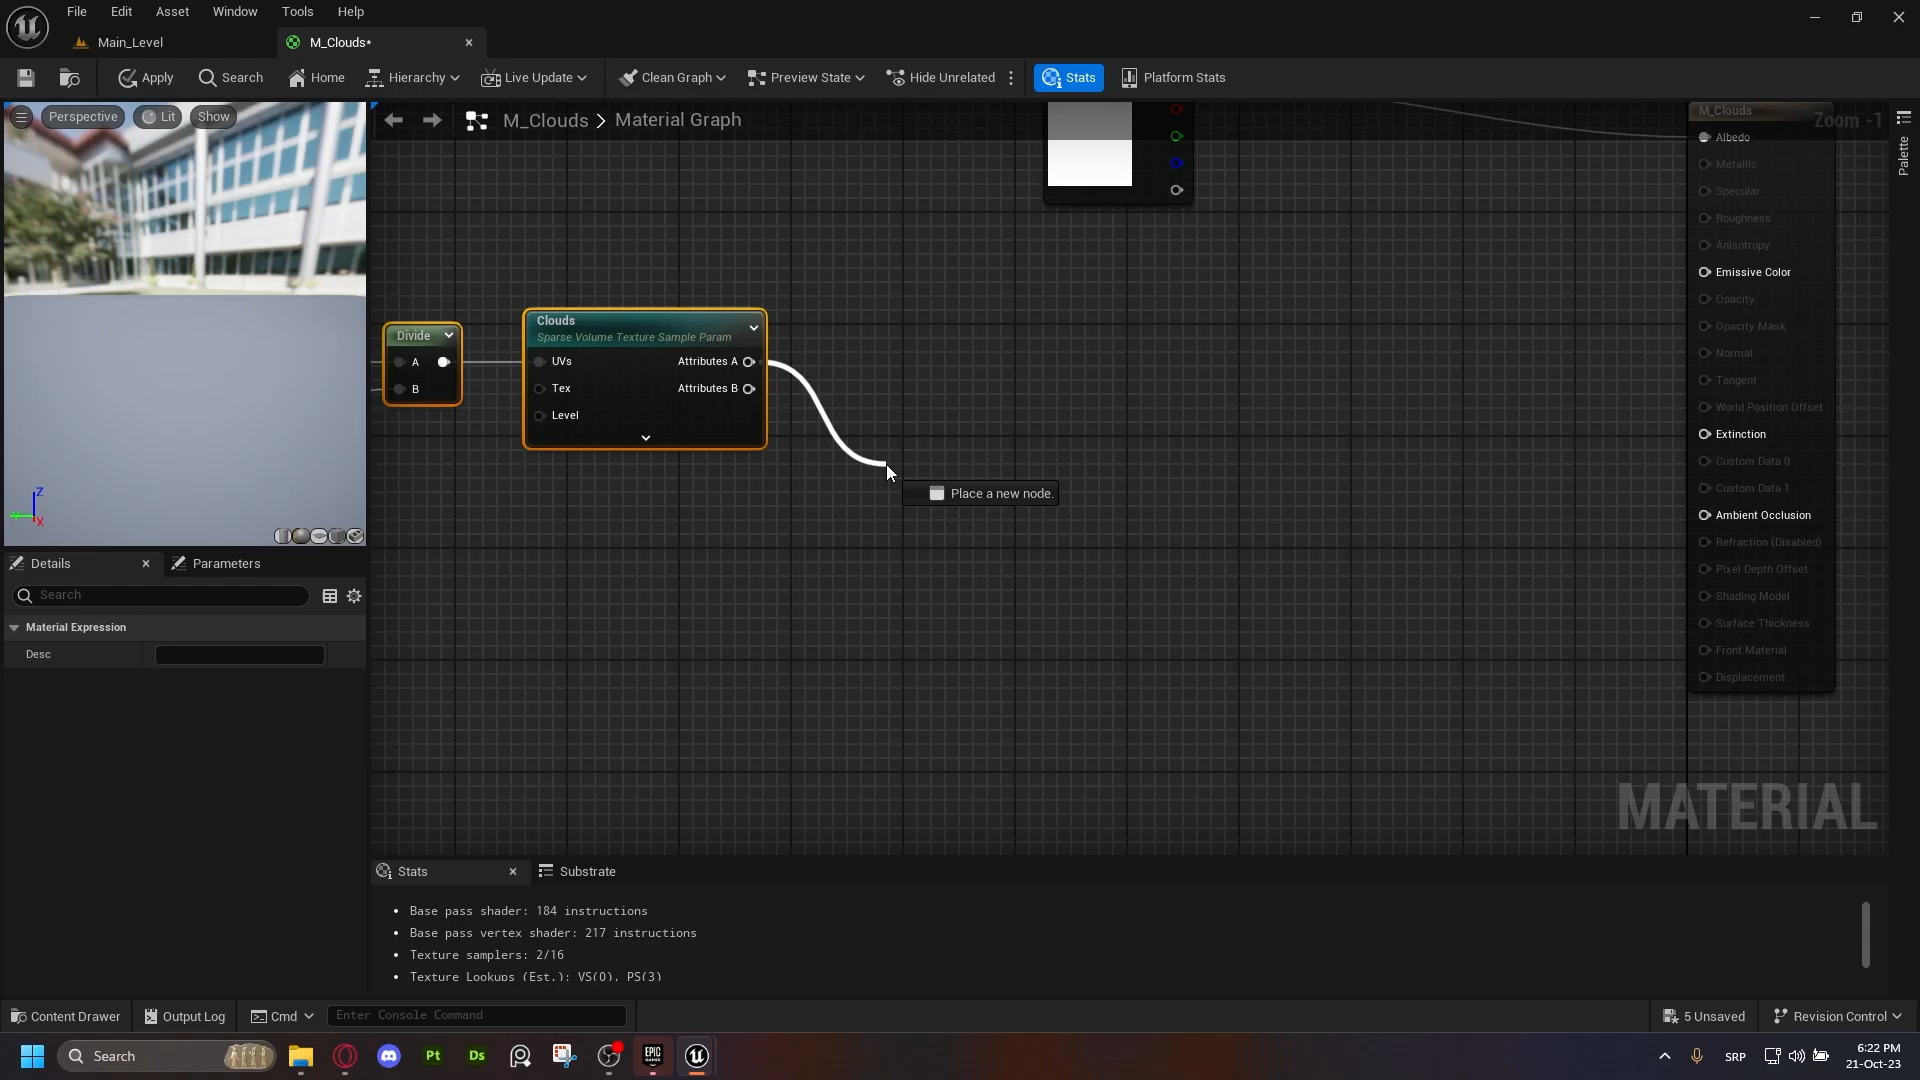 File Edit Asset Window Tools Help
Main_Level
M_Clouds*
Apply Search Home Hierarchy Live Update Clean Graph Preview State Hide Unrelated Stats Platform Stats
Perspective Lit Show
M_Clouds > Material Graph
Zoom -1
Palette
M_Clouds
Albedo
Metallic
Specular
Roughness
Anisotropy
Emissive Color
Opacity
Opacity Mask
Normal
Tangent
World Position Offset
Extinction
Custom Data 0
Custom Data 1
Ambient Occlusion
Refraction (Disabled)
Pixel Depth Offset
Shading Model
Surface Thickness
Front Material
Displacement
Divide
A
B
Clouds
Sparse Volume Texture Sample Param
UVs Attributes A
Tex Attributes B
Level
Place a new node.
MATERIAL
Z
Y
X
Details Parameters
Search
Material Expression
Desc
Stats Substrate
• Base pass shader: 184 instructions
• Base pass vertex shader: 217 instructions
• Texture samplers: 2/16
• Texture Lookups (Est.): VS(0), PS(3)
Content Drawer Output Log Cmd Enter Console Command 5 Unsaved Revision Control
Search Pt Ds EPIC GAMES SRP 6:22 PM
21-Oct-23